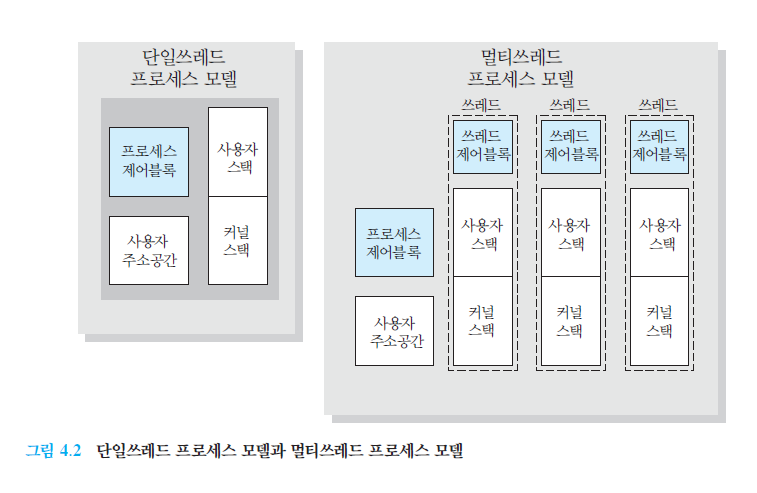 단일쓰레드
프로세스 모델
프로세스
제어블록
사용자
스택
사용자
주소공간
커널
스택
멀티쓰레드
프로세스 모델
쓰레드
쓰레드
쓰레드
쓰레드
제어블록
쓰레드
제어블록
쓰레드
제어블록
프로세스
제어블록
사용자
스택
사용자
스택
사용자
스택
사용자
주소공간
커널
스택
커널
스택
커널
스택
그림 4.2 단일쓰레드 프로세스 모델과 멀티쓰레드 프로세스 모델